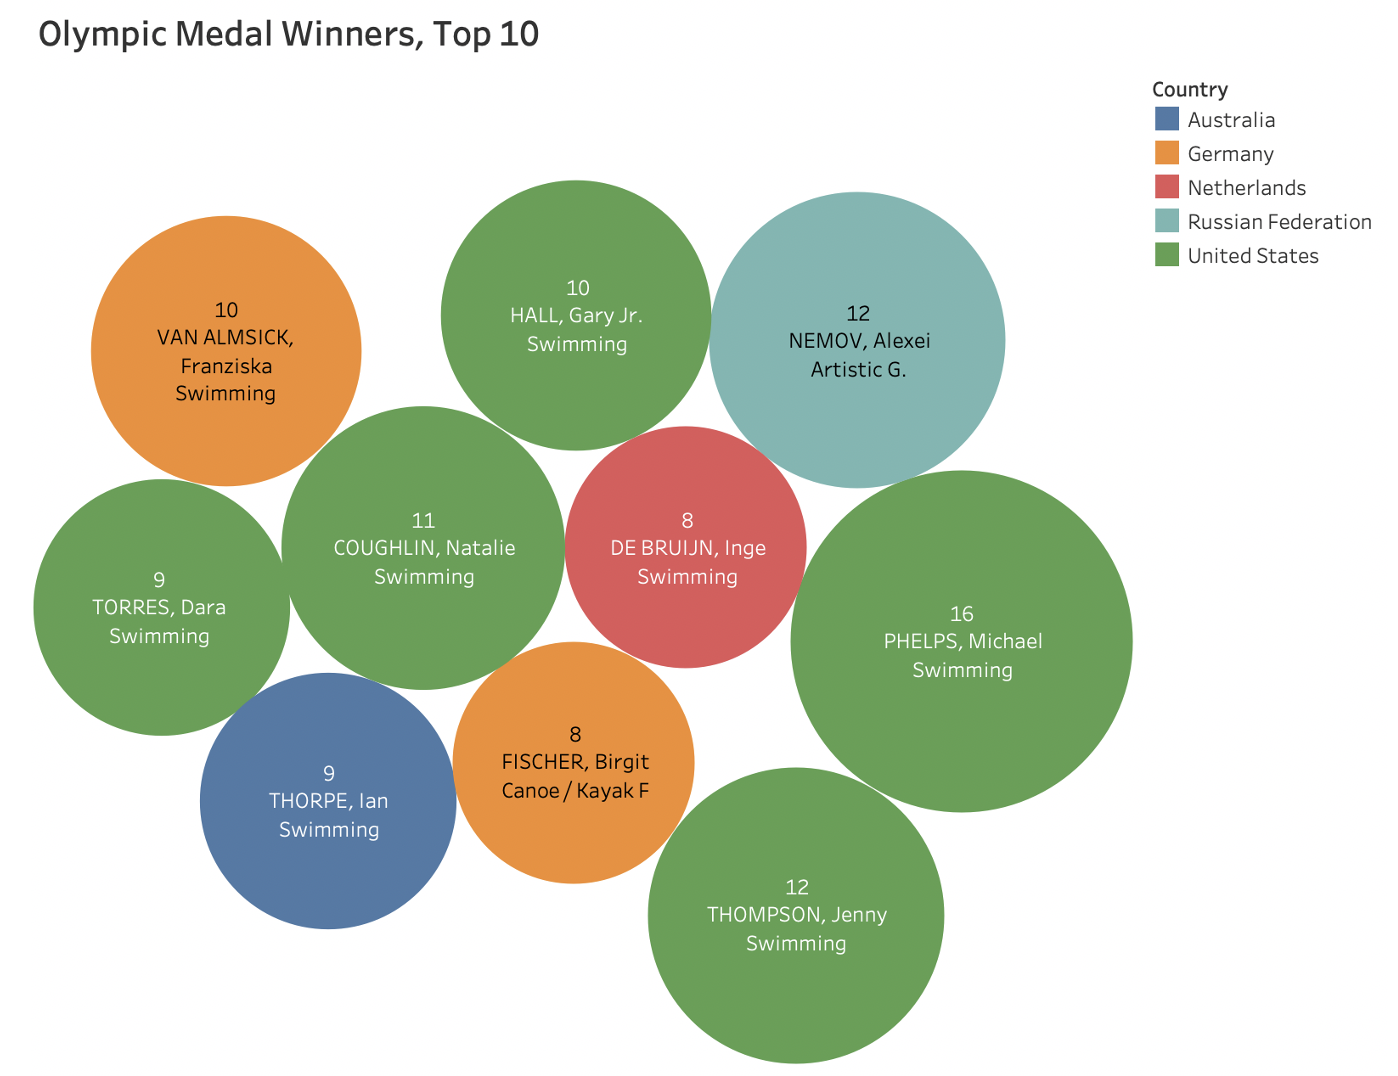 Olympic Medal Winners, Top 10
Country
Australia
Germany
Netherlands
Russian Federation
United States
10
VAN ALMSICK,
Franziska
Swimming
10
HALL, Gary Jr.
Swimming
12
NEMOV, Alexei
Artistic G.
9
TORRES, Dara
Swimming
11
COUGHLIN, Natalie
Swimming
8
DE BRUIJN, Inge
Swimming
16
PHELPS, Michael
Swimming
9
THORPE, Ian
Swimming
8
FISCHER, Birgit
Canoe / Kayak F
12
THOMPSON, Jenny
Swimming